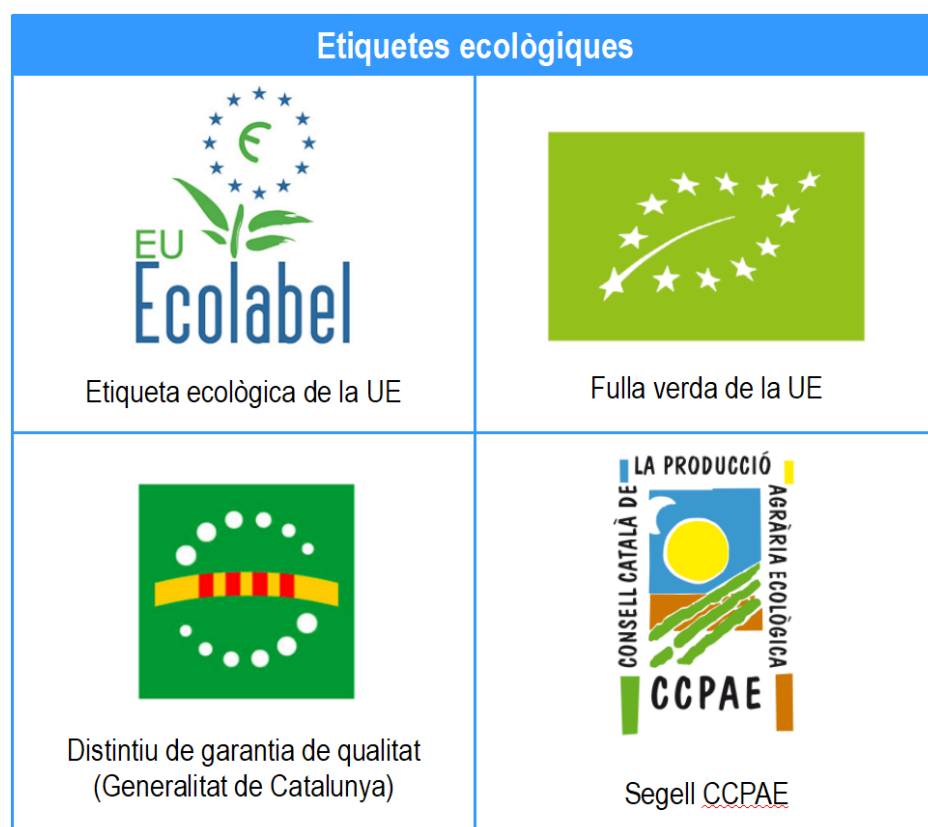 Etiquetes ecològiques
EU
Ecolabel
Etiqueta ecològica de la UE
Fulla verda de la UE
Distintiu de garantia de qualitat
(Generalitat de Catalunya)
CONSELL CATALÀ DE
LA PRODUCCIÓ
AGRÀRIA ECOLÒGICA
CCPAE
Segell CCPAE